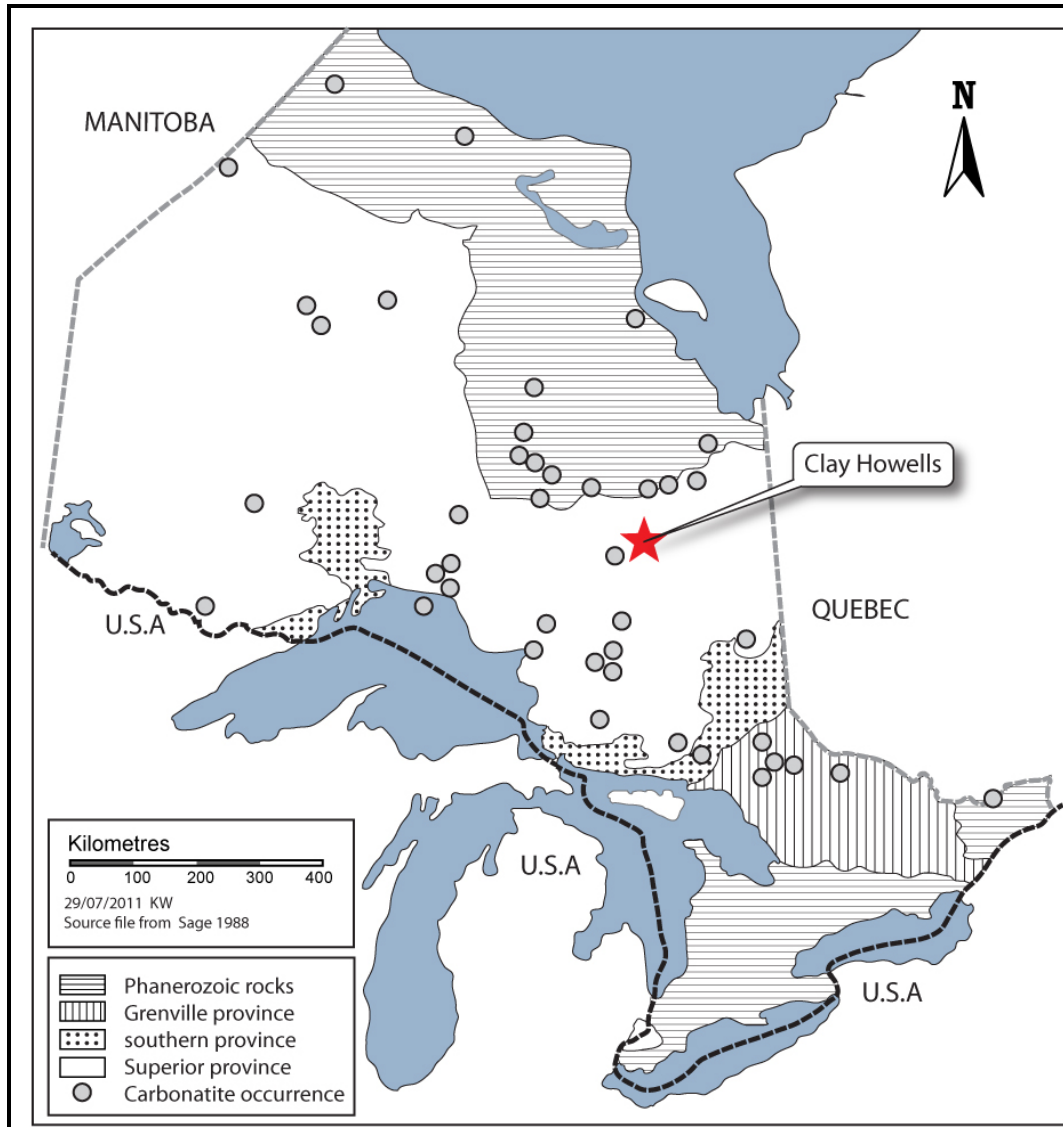 MANITOBA
N
Clay Howells
QUEBEC
U.S.A
U.S.A
U.S.A
Kilometres
0 100 200 300 400
29/07/2011 KW
Source file from Sage 1988
Phanerozoic rocks
Grenville province
southern province
Superior province
Carbonatite occurrence